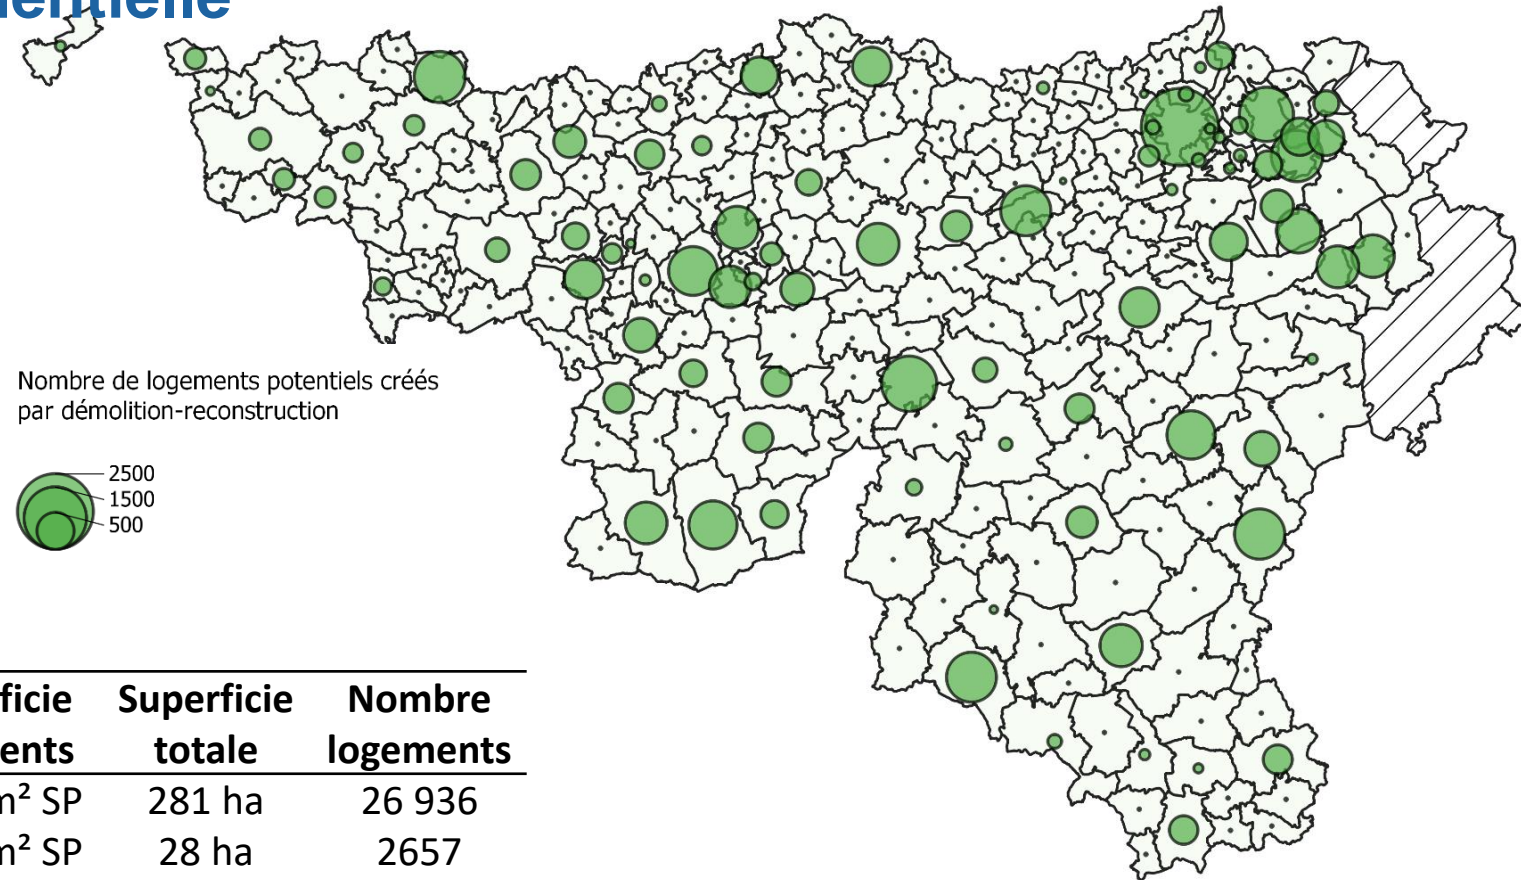 Nombre de logements potentiels créés
par démolition-reconstruction
2500
1500
500
Superficie Nombre
totale logements
m² SP 281 ha 26 936
m² SP 28 ha 2657